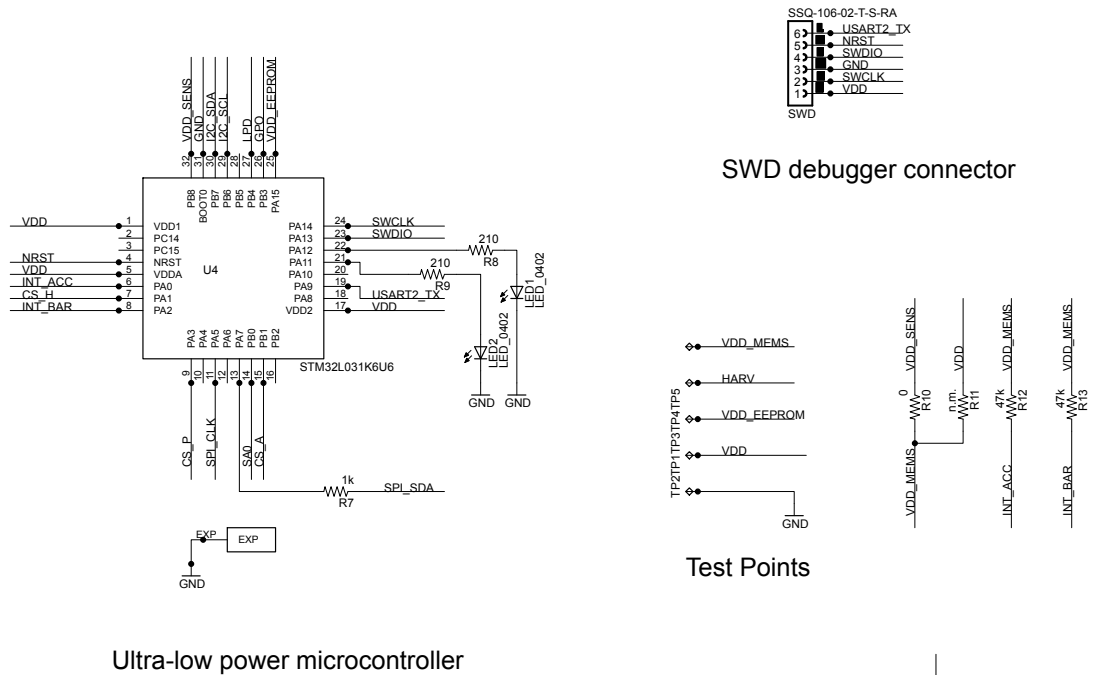 SSQ-106-02-T-S-RA
6 USART2_TX
5 NRST
4 SWDIO
3 GND
2 SWCLK
1 VDD
SWD
SWD debugger connector
VDD_SENS
GND
I2C_SDA
I2C_SCL
LPD
GPO
VDD_EEPROM
32 31 30 29 28 27 26 25
PB8 BOOT0 PB7 PB6 PB5 PB4 PB3 PA15
VDD 1 VDD1
2 PC14
3 PC15
NRST 4 NRST
VDD 5 VDDA
INT_ACC 6 PA0
CS_H 7 PA1
INT_BAR 8 PA2
U4
PA14 24 SWCLK
PA13 23 SWDIO
PA12 22
PA11 21
PA10 20
PA9 19
PA8 18 USART2_TX
VDD2 17 VDD
210
R8
210
R9
LED1
LED_0402
LED2
LED_0402
GND GND
PA3 PA4 PA5 PA6 PA7 PB0 PB1 PB2
9 10 11 12 13 14 15 16
STM32L031K6U6
CS_P
SPI_CLK
SA0
CS_A
1k
R7
SPI_SDA
EXP EXP
GND
Ultra-low power microcontroller
VDD_MEMS
HARV
VDD_EEPROM
VDD
TP2TP1TP3TP4TP5
GND
Test Points
VDD_SENS
0
R10
VDD_MEMS
VDD
n.m.
R11
VDD_MEMS
47k
R12
INT_ACC
VDD_MEMS
47k
R13
INT_BAR